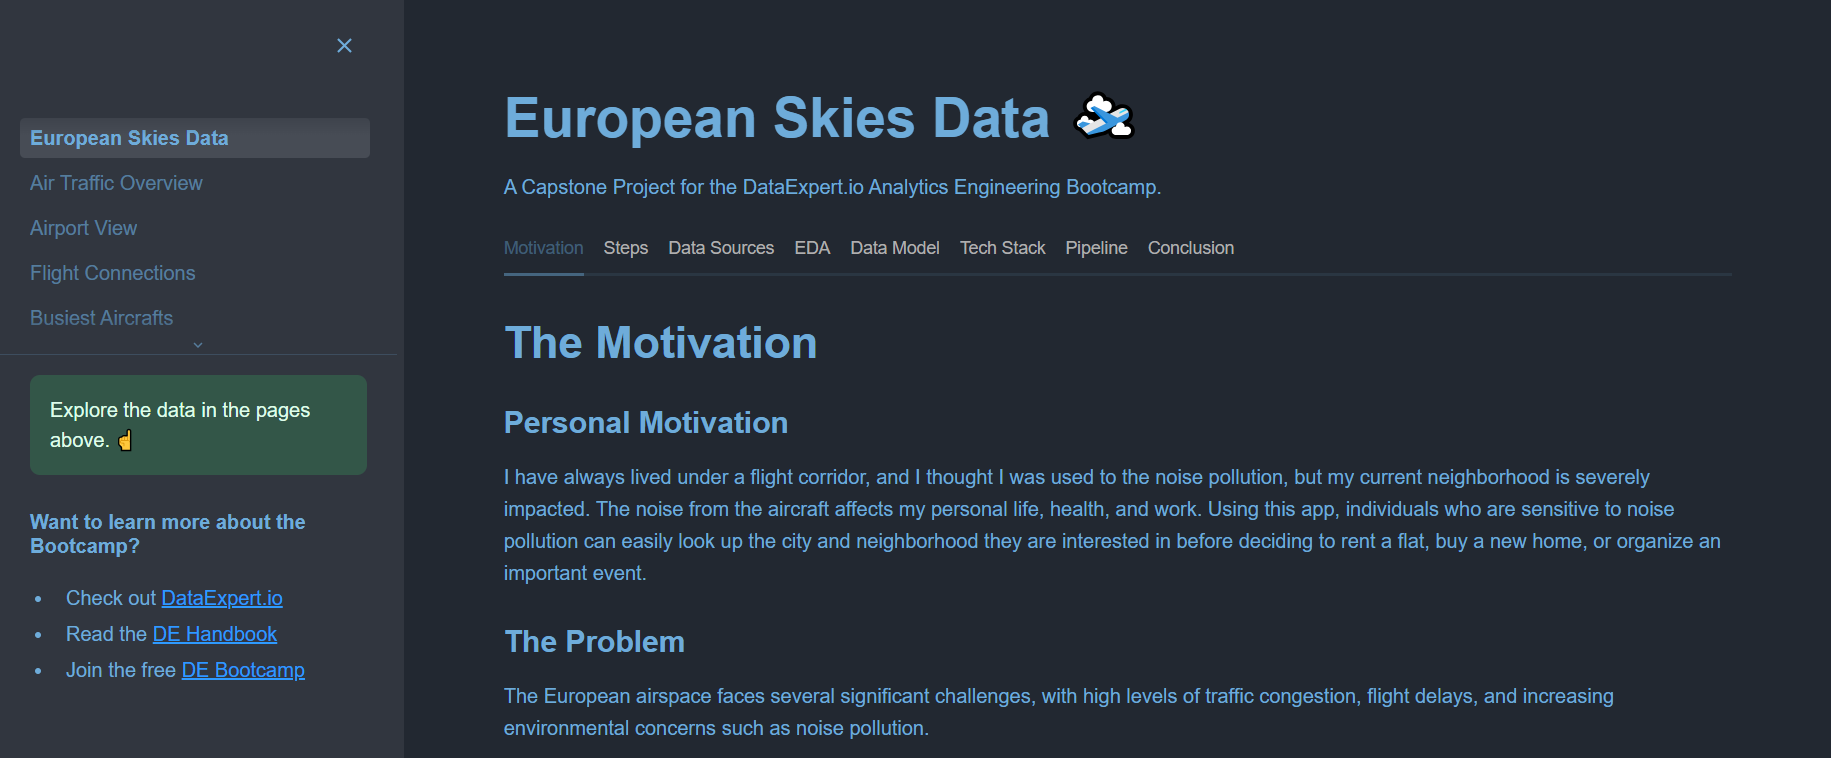 European Skies Data
Air Traffic Overview
Airport View
Flight Connections
Busiest Aircrafts
Explore the data in the pages
above. ☝
Want to learn more about the
Bootcamp?
• Check out DataExpert.io
• Read the DE Handbook
• Join the free DE Bootcamp
European Skies Data
A Capstone Project for the DataExpert.io Analytics Engineering Bootcamp.
Motivation Steps Data Sources EDA Data Model Tech Stack Pipeline Conclusion
The Motivation
Personal Motivation
I have always lived under a flight corridor, and I thought I was used to the noise pollution, but my current neighborhood is severely
impacted. The noise from the aircraft affects my personal life, health, and work. Using this app, individuals who are sensitive to noise
pollution can easily look up the city and neighborhood they are interested in before deciding to rent a flat, buy a new home, or organize an
important event.
The Problem
The European airspace faces several significant challenges, with high levels of traffic congestion, flight delays, and increasing
environmental concerns such as noise pollution.